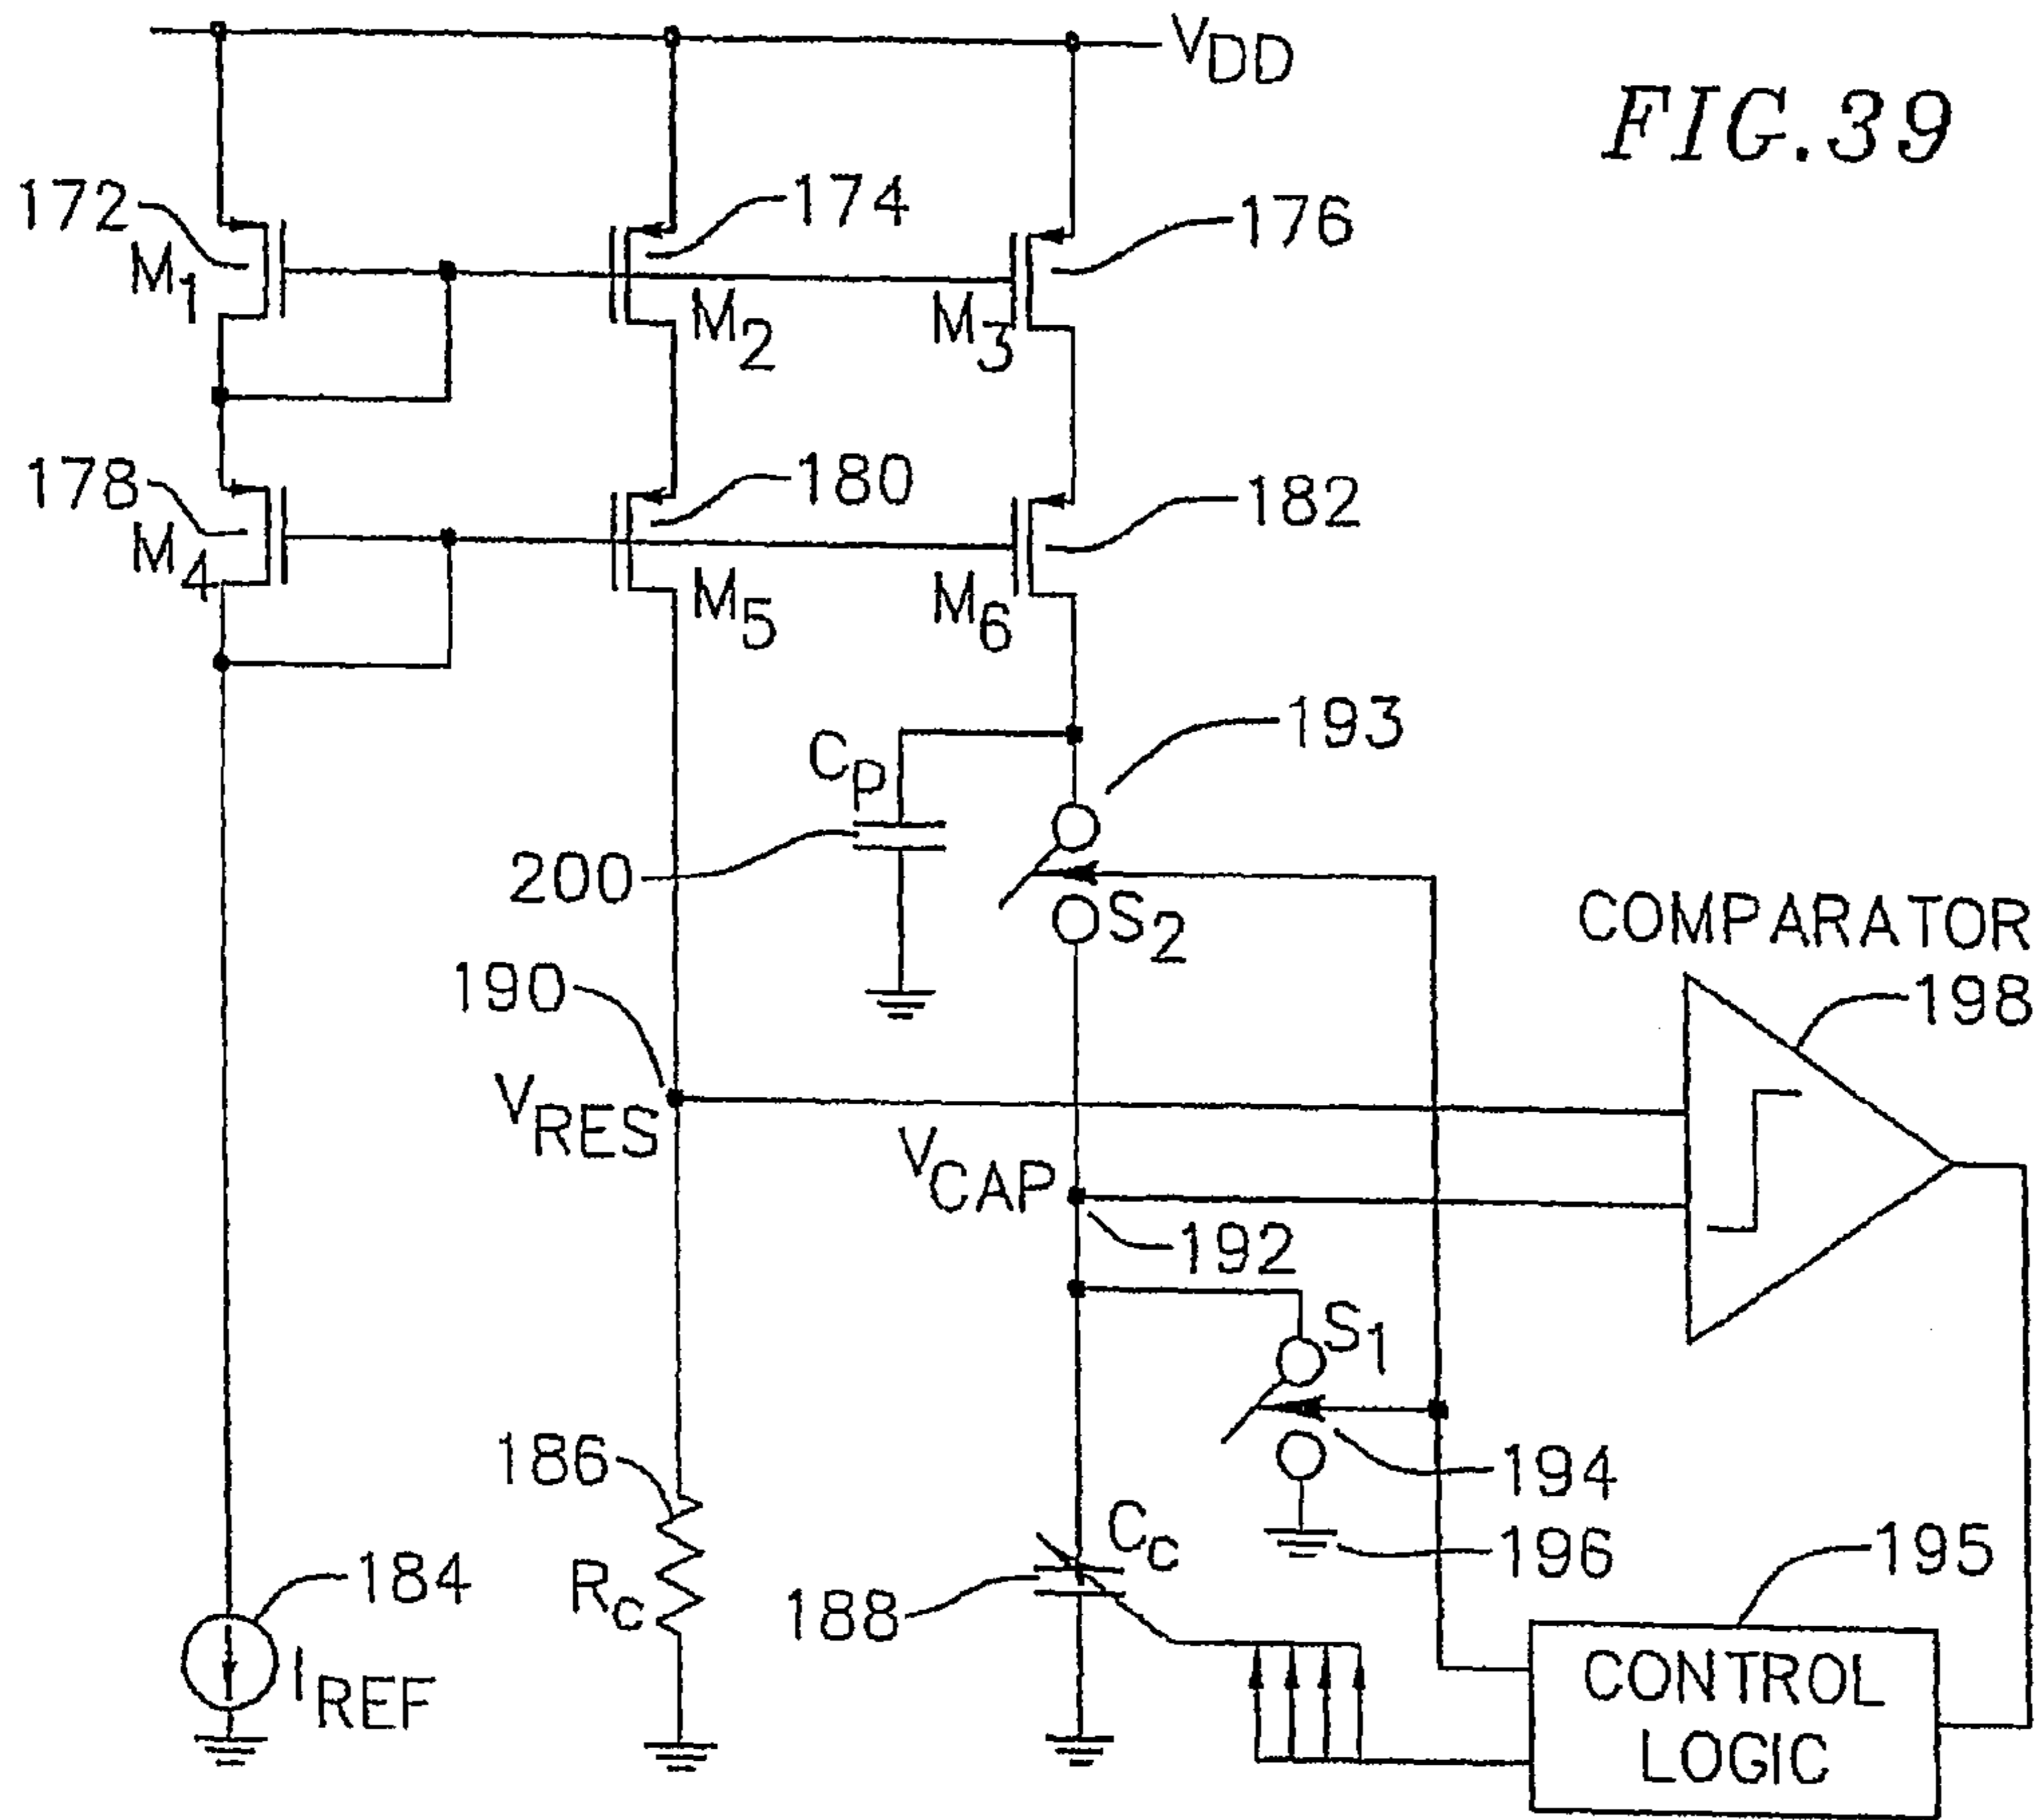 V_DD
FIG.39
172
M_1
174
M_2
176
M_3
178
M_4
180
M_5
182
M_6
C_P
193
200
S_2
COMPARATOR
198
190
V_RES
V_CAP
192
S_1
194
196
186
R_C
C_C
188
195
184
I_REF
CONTROL
LOGIC